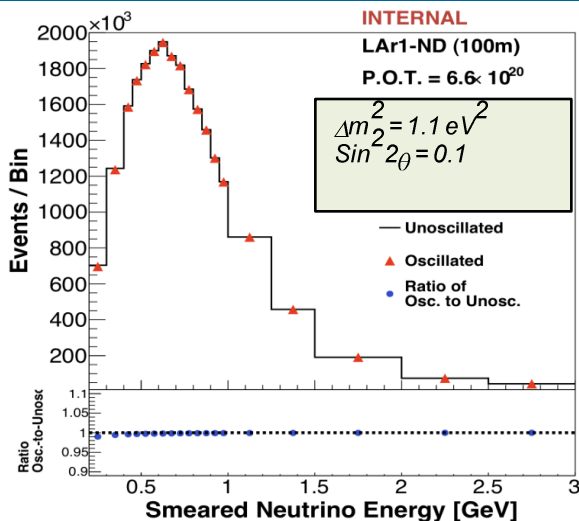 INTERNAL
LAr1-ND (100m)
P.O.T. = 6.6× 10²⁰
Δm²₂ = 1.1 eV²
Sin² 2θ = 0.1
Unoscillated
Oscillated
Ratio of
Osc. to Unosc.
×10³
2000
1800
1600
1400
1200
1000
800
600
400
200
Events / Bin
1.1
1.05
1
0.95
0.9
Ratio
Osc.-to-Unosc
0.5 1 1.5 2 2.5 3
Smeared Neutrino Energy [GeV]